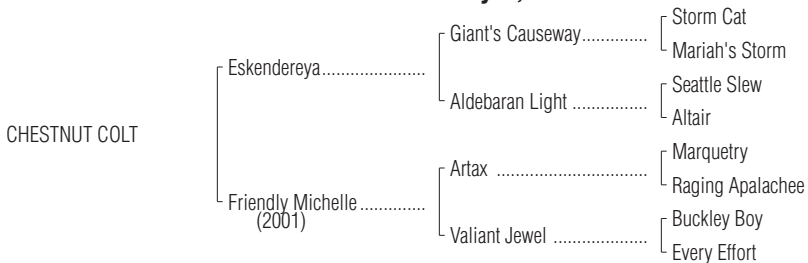 Storm Cat
Giant's Causeway..............
Mariah's Storm
Eskendereya......................
Seattle Slew
Aldebaran Light ................
Altair
CHESTNUT COLT
Marquetry
Artax ................................
Raging Apalachee
Friendly Michelle..............
(2001)
Buckley Boy
Valiant Jewel ....................
Every Effort